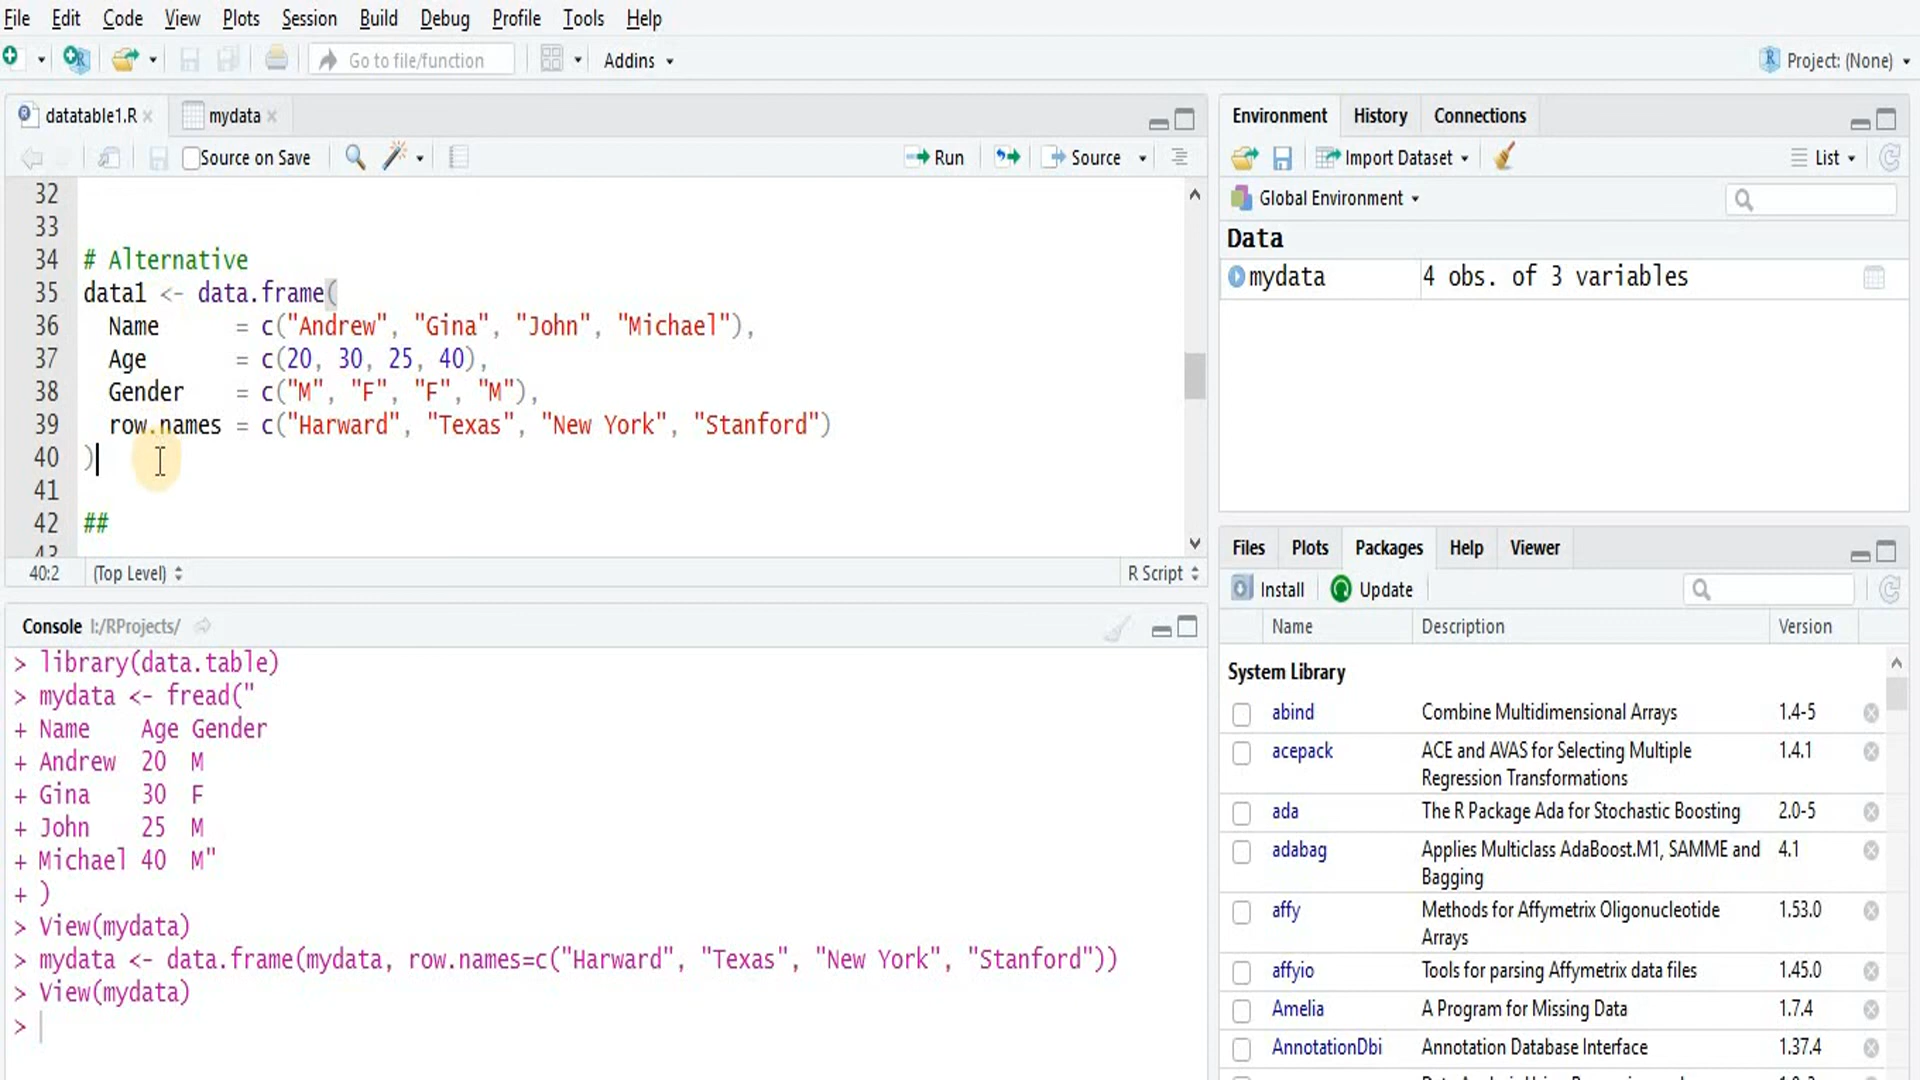 File Edit Code View Plots Session Build Debug Profile Tools Help
Go to file/function Addins Project: (None)
datatable1.R mydata
Source on Save Run Source
32
33
34 # Alternative
35 data1 <- data.frame(
36 Name = c("Andrew", "Gina", "John", "Michael"),
37 Age = c(20, 30, 25, 40),
38 Gender = c("M", "F", "F", "M"),
39 row.names = c("Harward", "Texas", "New York", "Stanford")
40 )
41
42 ##
43
40:2 (Top Level) R Script
Console I:/RProjects/
> library(data.table)
> mydata <- fread("
+ Name Age Gender
+ Andrew 20 M
+ Gina 30 F
+ John 25 M
+ Michael 40 M"
+ )
> View(mydata)
> mydata <- data.frame(mydata, row.names=c("Harward", "Texas", "New York", "Stanford"))
> View(mydata)
>
Environment History Connections
Import Dataset List
Global Environment
Data
mydata 4 obs. of 3 variables
Files Plots Packages Help Viewer
Install Update
Name Description Version
System Library
abind Combine Multidimensional Arrays 1.4-5
acepack ACE and AVAS for Selecting Multiple 1.4.1
Regression Transformations
ada The R Package Ada for Stochastic Boosting 2.0-5
adabag Applies Multiclass AdaBoost.M1, SAMME and 4.1
Bagging
affy Methods for Affymetrix Oligonucleotide 1.53.0
Arrays
affyio Tools for parsing Affymetrix data files 1.45.0
Amelia A Program for Missing Data 1.7.4
AnnotationDbi Annotation Database Interface 1.37.4